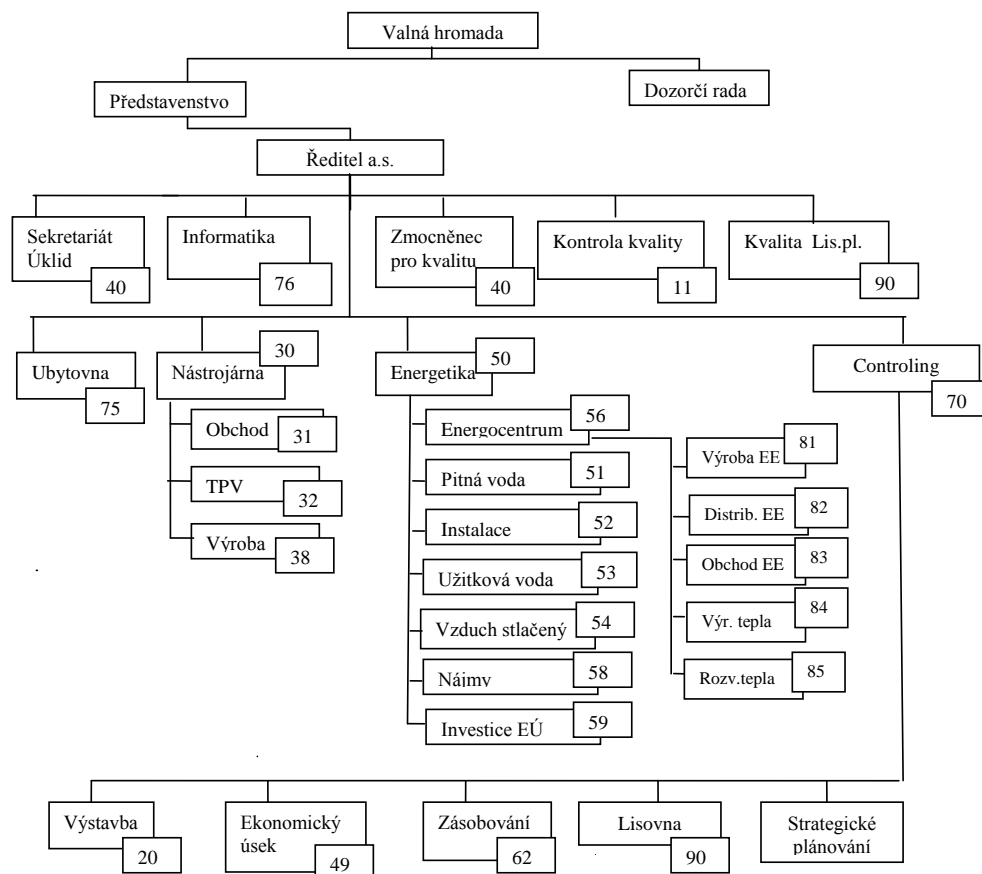 Valná hromada
Dozorčí rada
Představenstvo
Ředitel a.s.
Sekretariát
Úklid
40
Informatika
76
Zmocněnec
pro kvalitu
40
Kontrola kvality
11
Kvalita Lis.pl.
90
Ubytovna
75
Nástrojárna
30
Energetika
50
Controling
70
Obchod
31
TPV
32
Výroba
38
Energocentrum
56
Pitná voda
51
Instalace
52
Užitková voda
53
Vzduch stlačený
54
Nájmy
58
Investice EÚ
59
Výroba EE
81
Distrib. EE
82
Obchod EE
83
Výr. tepla
84
Rozv.tepla
85
Výstavba
20
Ekonomický
úsek
49
Zásobování
62
Lisovna
90
Strategické
plánování